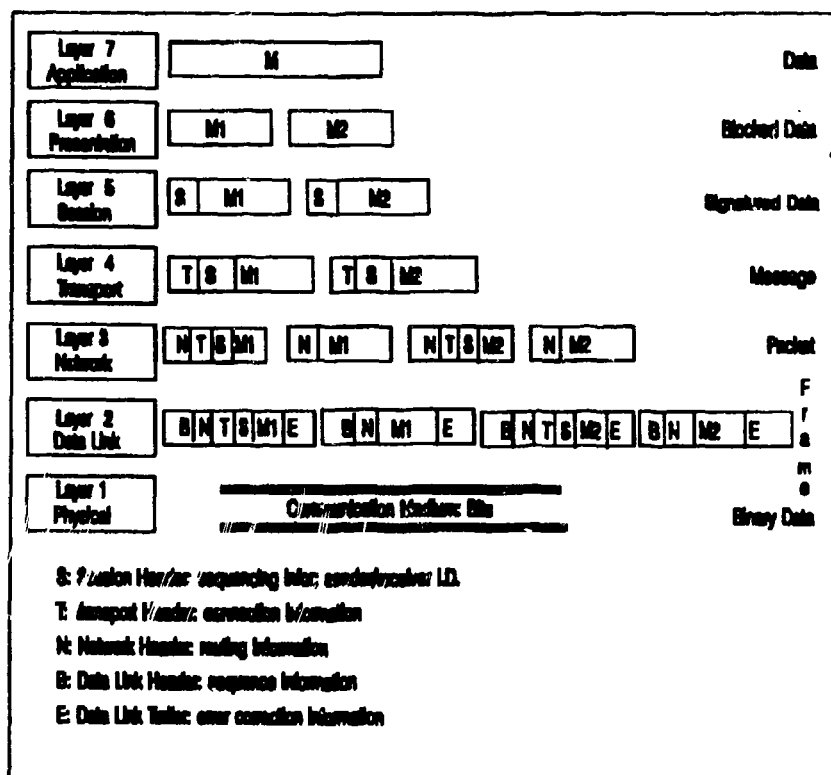 Layer 7
Application
M
Data
Layer 6
Presentation
M1 M2
Blocked Data
Layer 5
Session
S M1 S M2
Signatured Data
Layer 4
Transport
T S M1 T S M2
Message
Layer 3
Network
N T S M1 N M1 N T S M2 N M2
Packet
Layer 2
Data Link
B N T S M1 E B N M1 E B N T S M2 E B N M2 E
Frame
Layer 1
Physical
Communication Medium: Bits
Binary Data
S: Session Header: sequencing infor; sender/receiver I.D.
T: Transport Header: connection information
N: Network Header: routing information
B: Data Link Header: sequence information
E: Data Link Trailer: error correction information